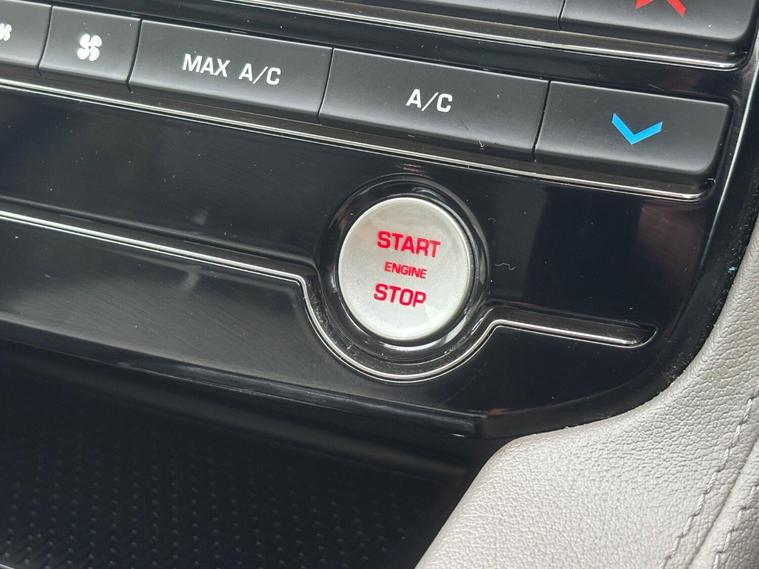 MAX A/C
A/C
START
ENGINE
STOP